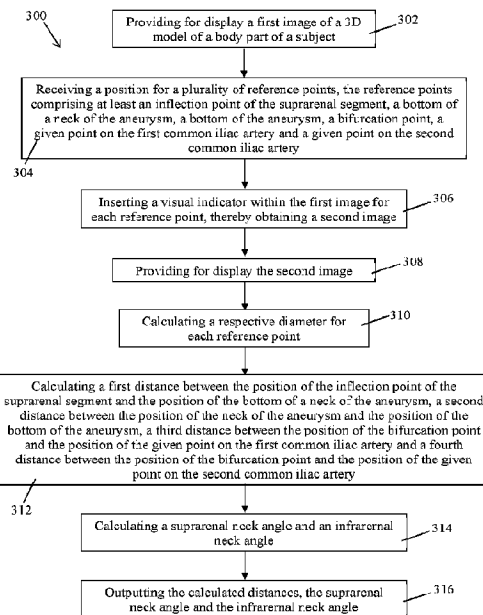 300
Providing for display a first image of a 3D
model of a body part of a subject
302
Receiving a position for a plurality of reference points, the reference
points comprising at least an inflection point of the suprarenal segment, a bottom of
a neck of the aneurysm, a bottom of the aneurysm, a bifurcation point, a
given point on the first common iliac artery and a given point on the second
common iliac artery
304
Inserting a visual indicator within the first image for
each reference point, thereby obtaining a second image
306
Providing for display the second image
308
Calculating a respective diameter for
each reference point
310
Calculating a first distance between the position of the inflection point of the
suprarenal segment and the position of the bottom of a neck of the aneurysm, a second
distance between the position of the neck of the aneurysm and the position of the
bottom of the aneurysm, a third distance between the position of the bifurcation point
and the position of the given point on the first common iliac artery and a fourth
distance between the position of the bifurcation point and the position of the given
point on the second common iliac artery
312
Calculating a suprarenal neck angle and an infrarernal
neck angle
314
Outputting the calculated distances, the suprarenal
neck angle and the infrarernal neck angle
316